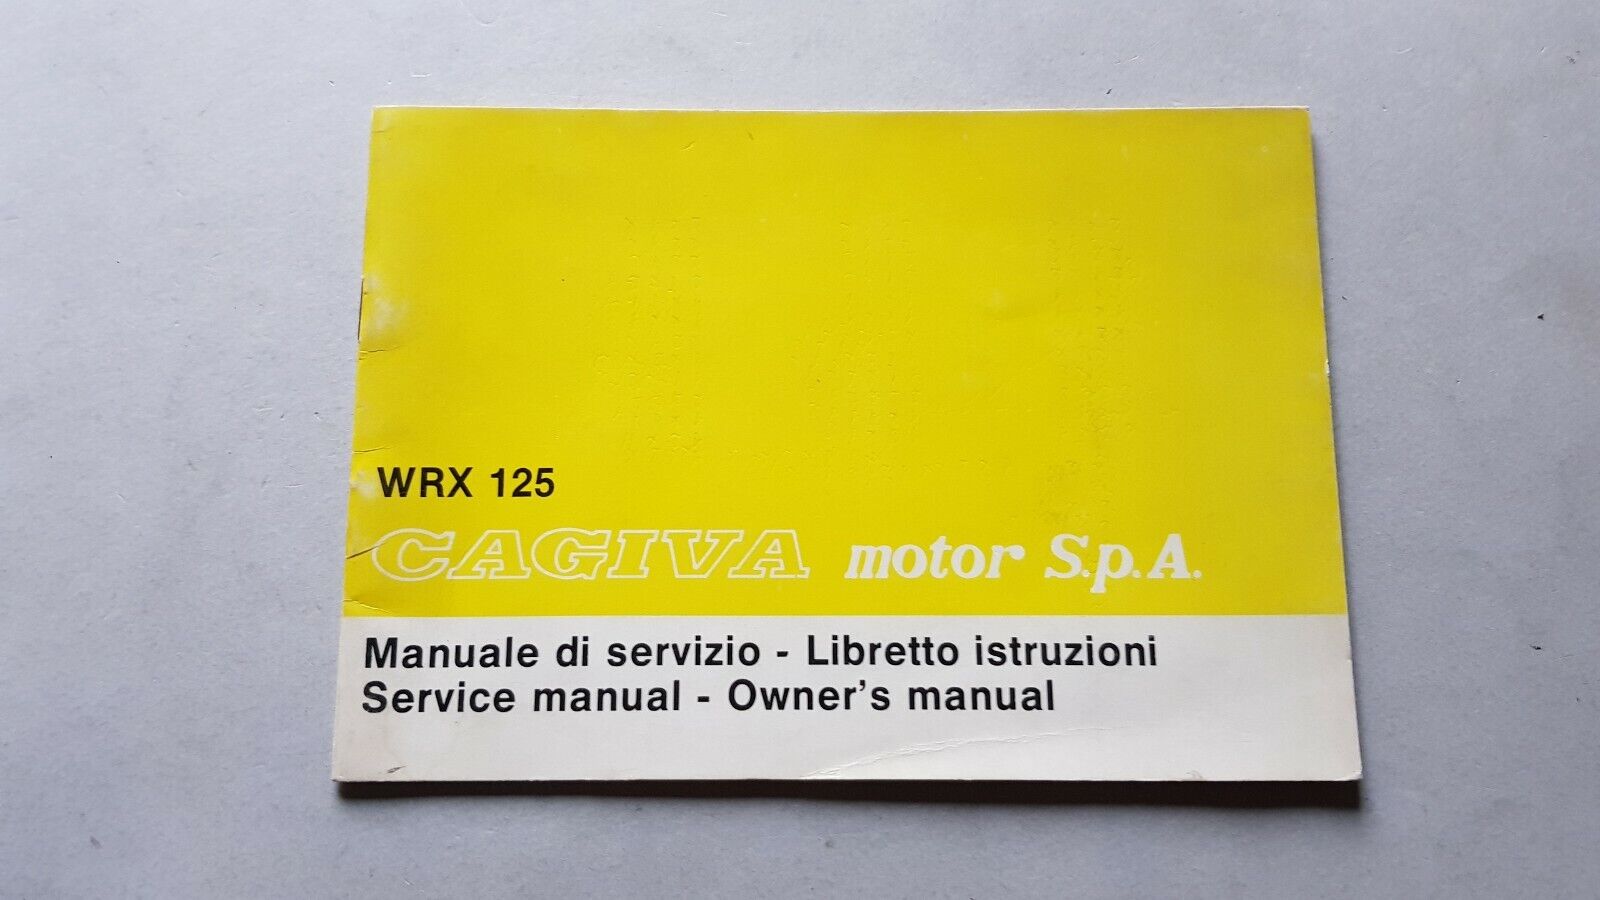 WRX 125
CAGIVA motor S.p.A.
Manuale di servizio - Libretto istruzioni
Service manual - Owner's manual